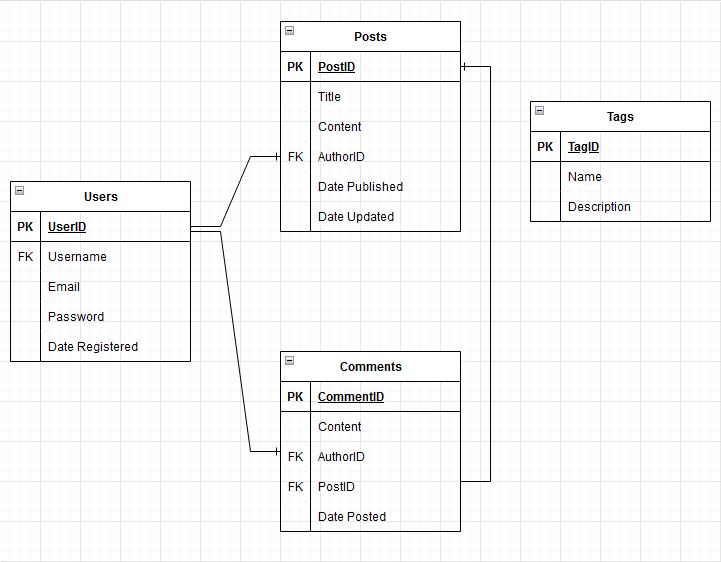 Posts
PK PostID
Title
Content
FK AuthorID
Date Published
Date Updated
Tags
PK TagID
Name
Description
Users
PK UserID
FK Username
Email
Password
Date Registered
Comments
PK CommentID
Content
FK AuthorID
FK PostID
Date Posted